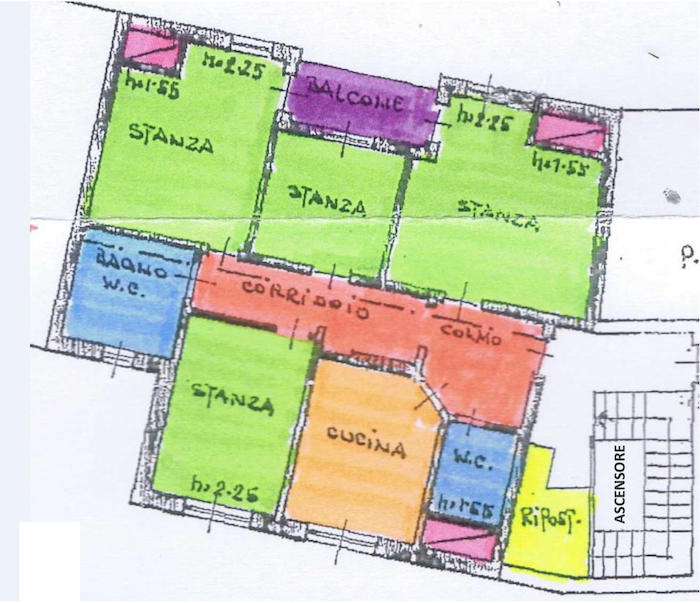 h=2.25
BALCONE
h=1.55
h=2.25
STANZA
h=1.55
STANZA
STANZA
BAGNO
W.C.
P.
CORRIDOIO
COLMO
STANZA
CUCINA
W.C.
ASCENSORE
h=2.25
h=1.55
RIPOST.